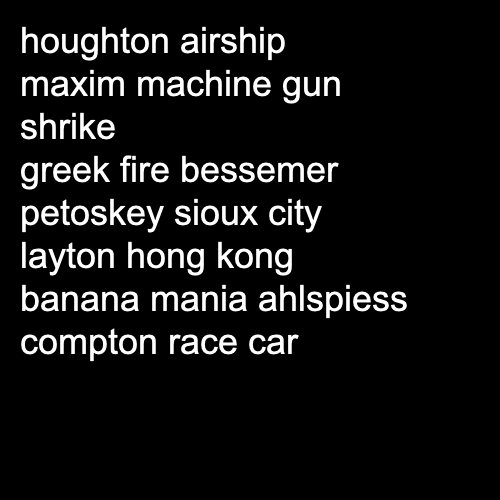 houghton airship
maxim machine gun
shrike
greek fire bessemer
petoskey sioux city
layton hong kong
banana mania ahlspiess
compton race car